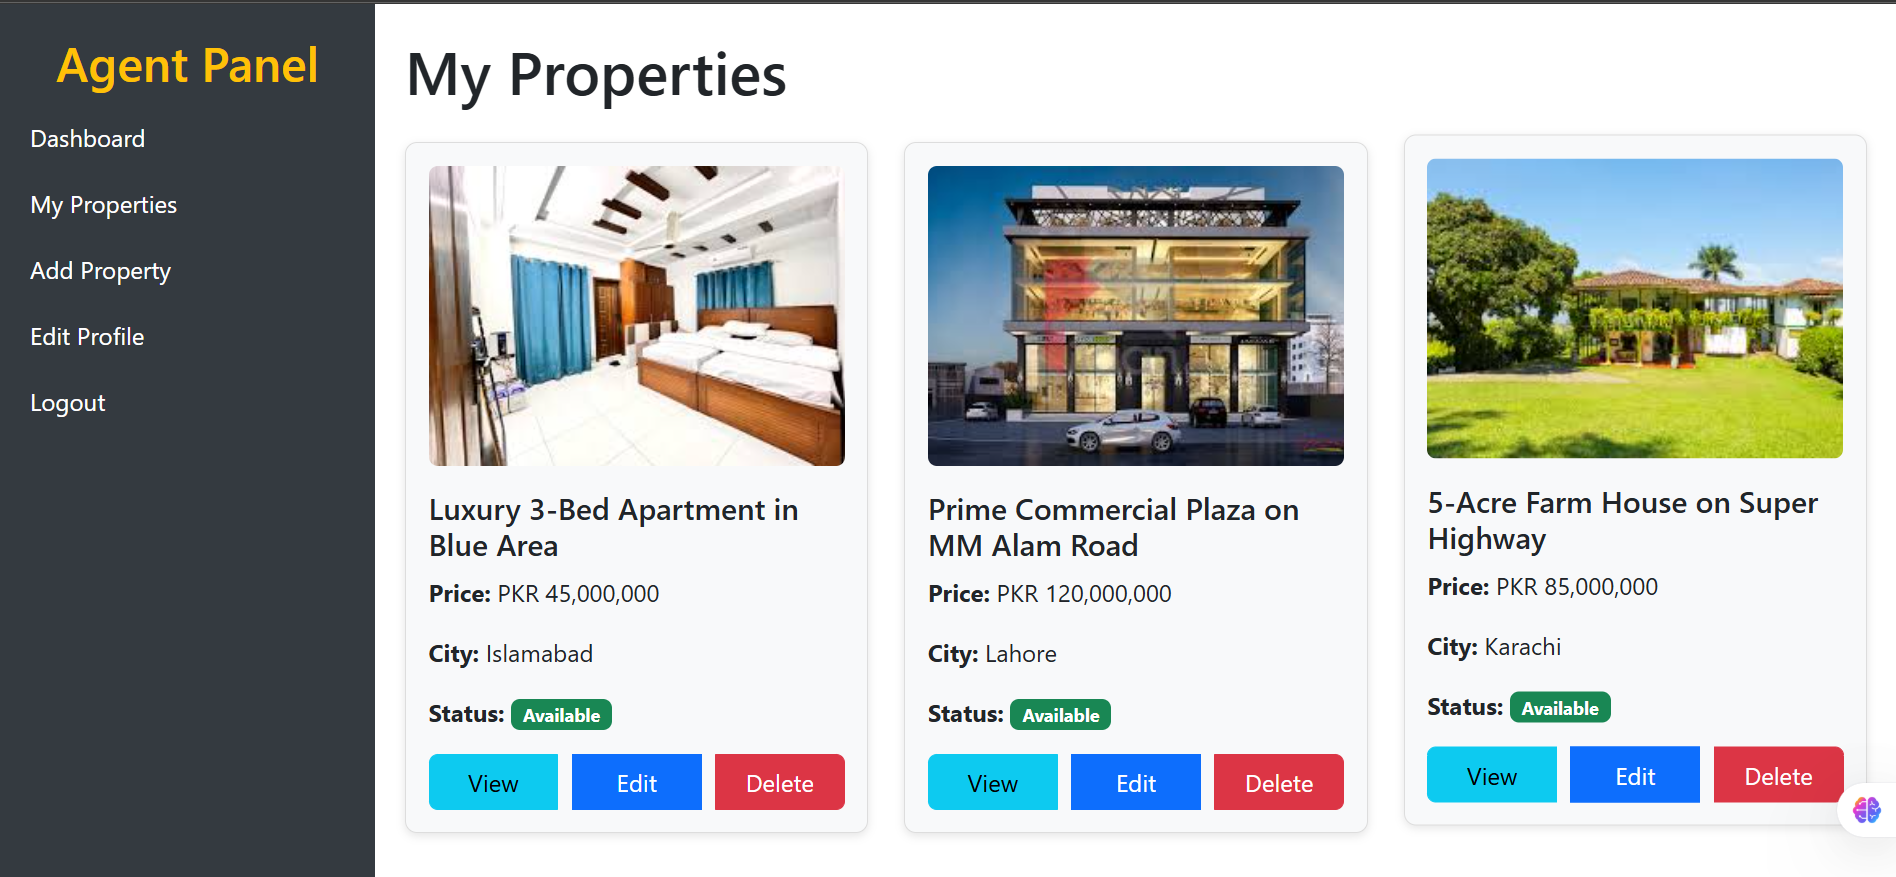 Agent Panel
Dashboard
My Properties
Add Property
Edit Profile
Logout
My Properties
Luxury 3-Bed Apartment in
Blue Area
Price: PKR 45,000,000
City: Islamabad
Status: Available
View
Edit
Delete
Prime Commercial Plaza on
MM Alam Road
Price: PKR 120,000,000
City: Lahore
Status: Available
View
Edit
Delete
5-Acre Farm House on Super
Highway
Price: PKR 85,000,000
City: Karachi
Status: Available
View
Edit
Delete